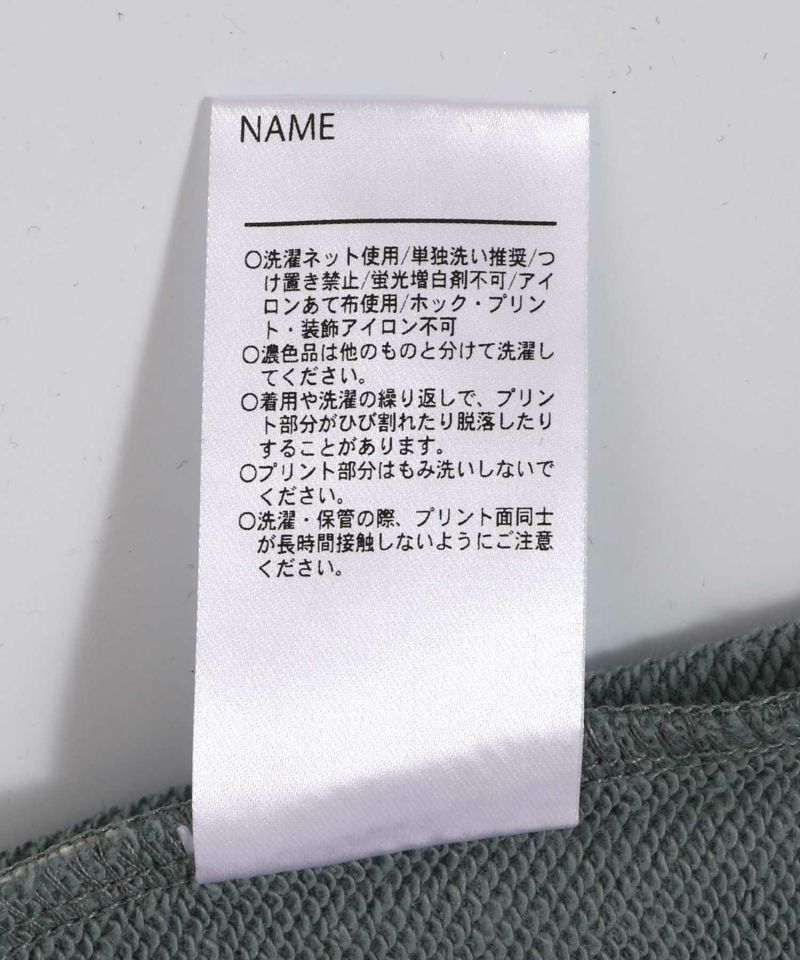 NAME
○洗濯ネット使用/単独洗い推奨/つ
け置き禁止/蛍光増白剤不可/アイ
ロンあて布使用/ホック・プリン
ト・装飾アイロン不可
○濃色品は他のものと分けて洗濯し
てください。
○着用や洗濯の繰り返しで、プリン
ト部分がひび割れたり脱落したり
することがあります。
○プリント部分はもみ洗いしないで
ください。
○洗濯・保管の際、プリント面同士
が長時間接触しないようにご注意
ください。